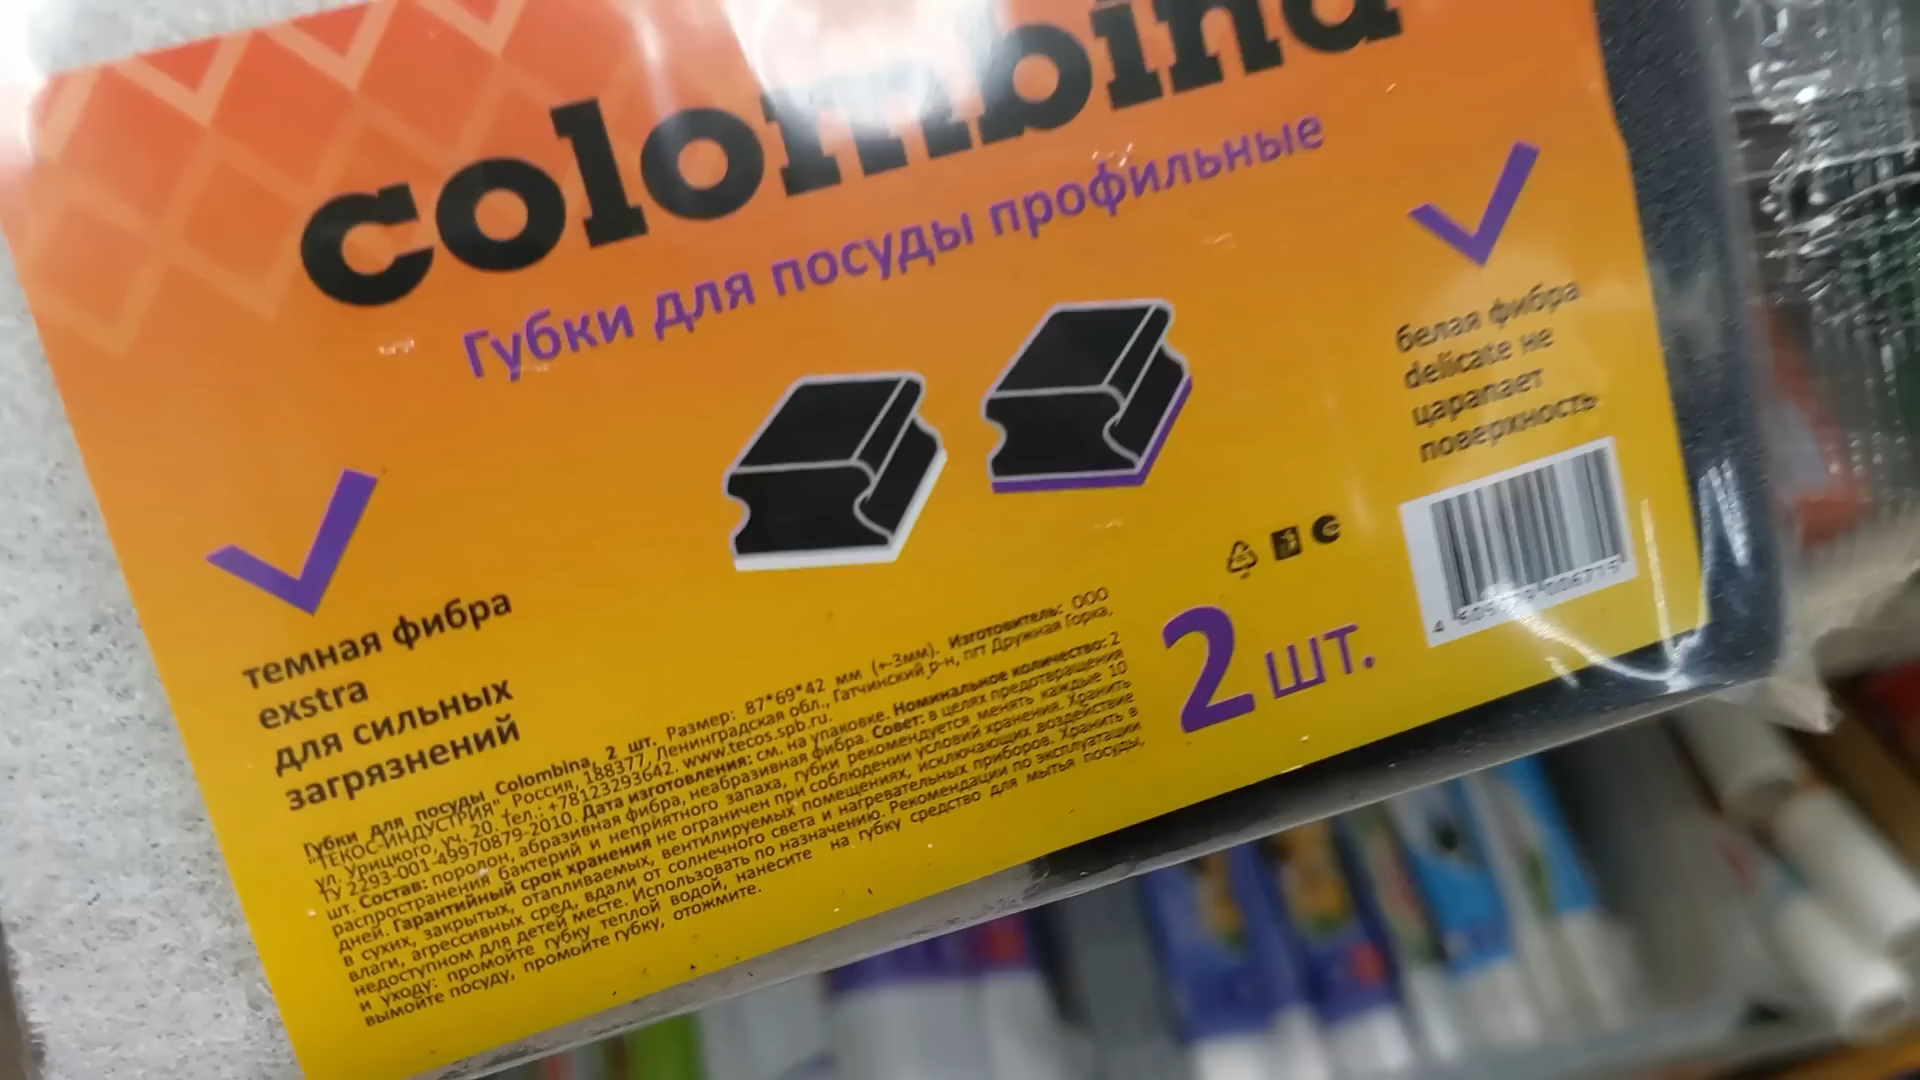 colombina
Губки для посуды профильные
белая фибра
delicate не
царапает
поверхность
темная фибра
exstra
для сильных
загрязнений
2 шт.
Губки для посуды Colombina, 2 шт. Размер: 87*69*42 мм (+-3мм). Изготовитель: ООО
"ТЕКОС-ИНДУСТРИЯ", Россия, 188377, Ленинградская обл., Гатчинский р-н, пгт Дружная Горка,
ул. Урицкого, уч. 20. Тел.: +78123293642. www.tecos.spb.ru.
ТУ 2293-001-49970879-2010. Дата изготовления: см. на упаковке. Номинальное количество: 2
шт. Состав: поролон, абразивная фибра, неабразивная фибра. Совет: в целях предотвращения
распространения бактерий и неприятного запаха, губки рекомендуется менять каждые 10
дней. Гарантийный срок хранения не ограничен при соблюдении условий хранения. Хранить
в сухих, закрытых, отапливаемых, вентилируемых помещениях, исключающих воздействие
влаги, агрессивных сред, вдали от солнечного света и нагревательных приборов. Хранить в
недоступном для детей месте. Использовать по назначению. Рекомендации по эксплуатации
и уходу: промойте губку теплой водой, нанесите на губку средство для мытья посуды,
вымойте посуду, промойте губку, отожмите.